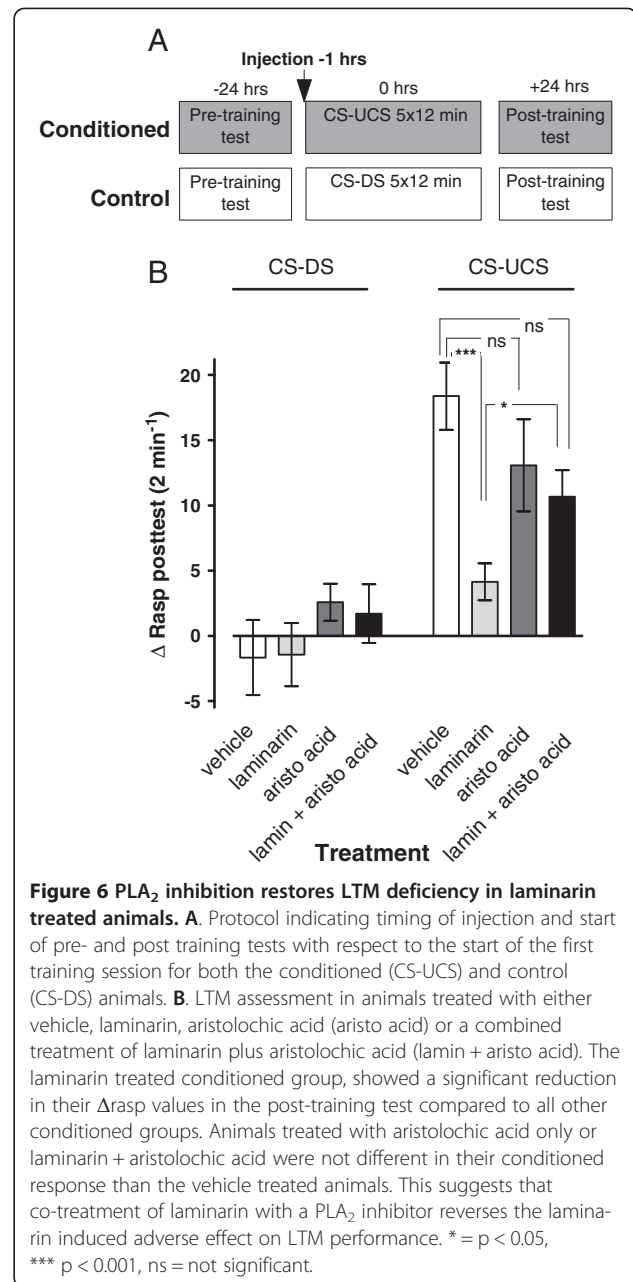 A
Injection -1 hrs
-24 hrs 0 hrs +24 hrs
Conditioned Pre-training test CS-UCS 5x12 min Post-training test
Control Pre-training test CS-DS 5x12 min Post-training test
B
CS-DS CS-UCS
ns
ns
***
*
20
15
10
5
0
-5
Δ Rasp posttest (2 min⁻¹)
vehicle laminarin aristo acid lamin + aristo acid vehicle laminarin aristo acid lamin + aristo acid
Treatment
Figure 6 PLA₂ inhibition restores LTM deficiency in laminarin
treated animals. A. Protocol indicating timing of injection and start
of pre- and post training tests with respect to the start of the first
training session for both the conditioned (CS-UCS) and control
(CS-DS) animals. B. LTM assessment in animals treated with either
vehicle, laminarin, aristolochic acid (aristo acid) or a combined
treatment of laminarin plus aristolochic acid (lamin + aristo acid). The
laminarin treated conditioned group, showed a significant reduction
in their Δrasp values in the post-training test compared to all other
conditioned groups. Animals treated with aristolochic acid only or
laminarin + aristolochic acid were not different in their conditioned
response than the vehicle treated animals. This suggests that
co-treatment of laminarin with a PLA₂ inhibitor reverses the lamina-
rin induced adverse effect on LTM performance. * = p < 0.05,
*** p < 0.001, ns = not significant.